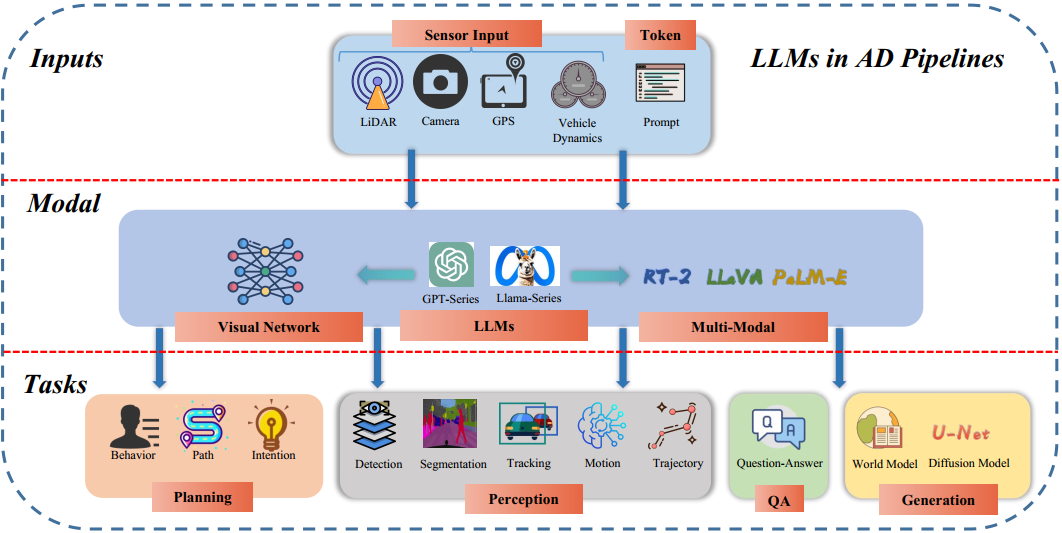 Inputs
Sensor Input
Token
LLMs in AD Pipelines
LiDAR
Camera
GPS
Vehicle
Dynamics
Prompt
Modal
GPT-Series
Llama-Series
RT-2
LLaVA
PaLM-E
Visual Network
LLMs
Multi-Modal
Tasks
Behavior
Path
Intention
Planning
Detection
Segmentation
Tracking
Motion
Trajectory
Perception
Q
A
Question-Answer
QA
World Model
U-Net
Diffusion Model
Generation